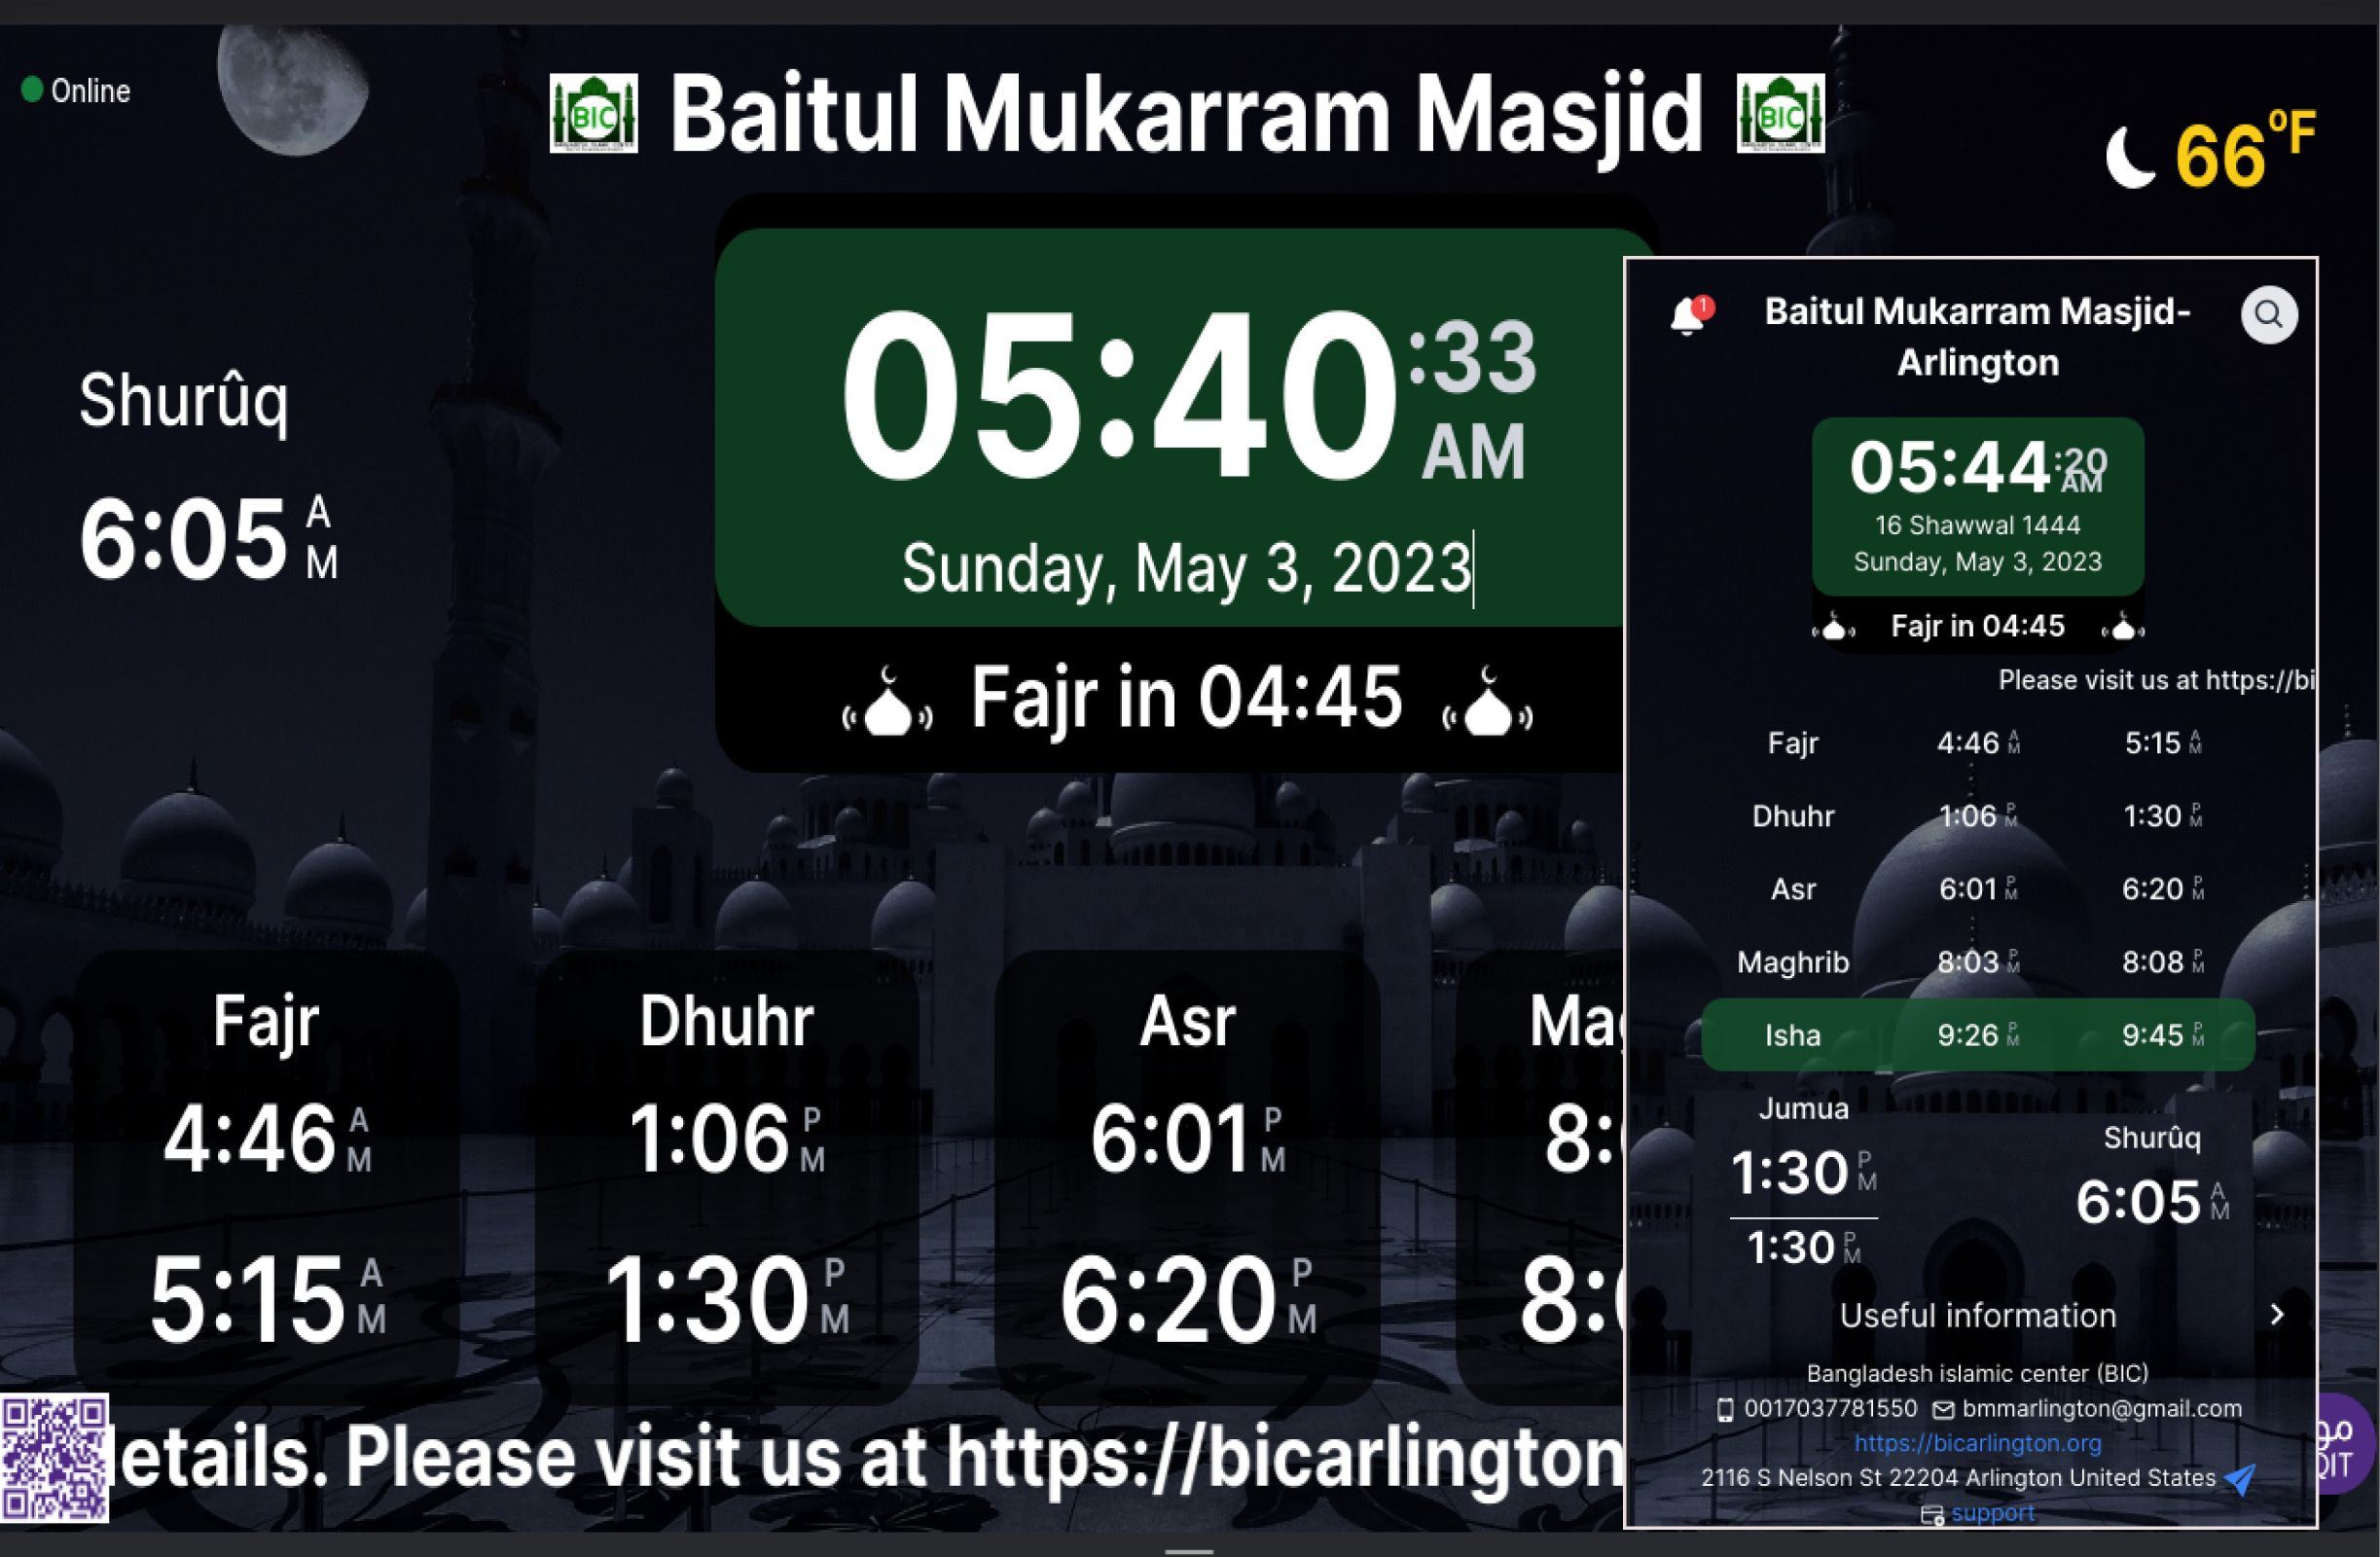 Online
BIC
Baitul Mukarram Masjid
BIC
66°F
Shurûq
6:05 AM
05:40:33 AM
Sunday, May 3, 2023
Fajr in 04:45
Fajr
4:46 AM
5:15 AM
Dhuhr
1:06 PM
1:30 PM
Asr
6:01 PM
6:20 PM
etails. Please visit us at https://bicarlington
1
Baitul Mukarram Masjid-
Arlington
05:44:20 AM
16 Shawwal 1444
Sunday, May 3, 2023
Fajr in 04:45
Please visit us at https://bi
Fajr 4:46 AM 5:15 AM
Dhuhr 1:06 PM 1:30 PM
Asr 6:01 PM 6:20 PM
Maghrib 8:03 PM 8:08 PM
Isha 9:26 PM 9:45 PM
Jumua
1:30 PM
1:30 PM
Shurûq
6:05 AM
Useful information
Bangladesh islamic center (BIC)
0017037781550 bmmarlington@gmail.com
https://bicarlington.org
2116 S Nelson St 22204 Arlington United States
support